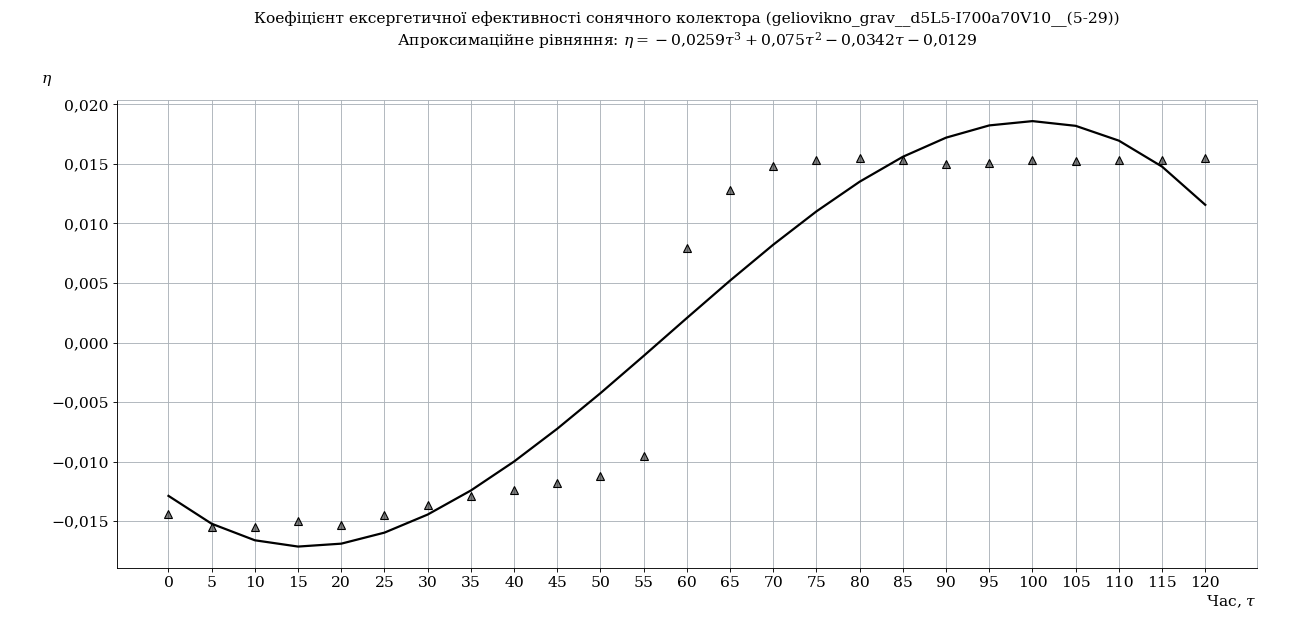 Коефіцієнт ексергетичної ефективності сонячного колектора (geliovikno_grav__d5L5-I700a70V10__(5-29))
Апроксимаційне рівняння: η = − 0,0259τ³ + 0,075τ² − 0,0342τ − 0,0129
η
0,020
0,015
0,010
0,005
0,000
−0,005
−0,010
−0,015
0 5 10 15 20 25 30 35 40 45 50 55 60 65 70 75 80 85 90 95 100 105 110 115 120
Час, τ